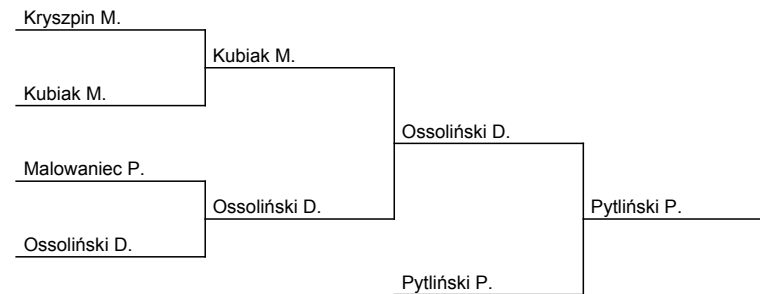 Kryszpin M.
Kubiak M.
Kubiak M.
Ossoliński D.
Malowaniec P.
Ossoliński D.
Pytliński P.
Ossoliński D.
Pytliński P.